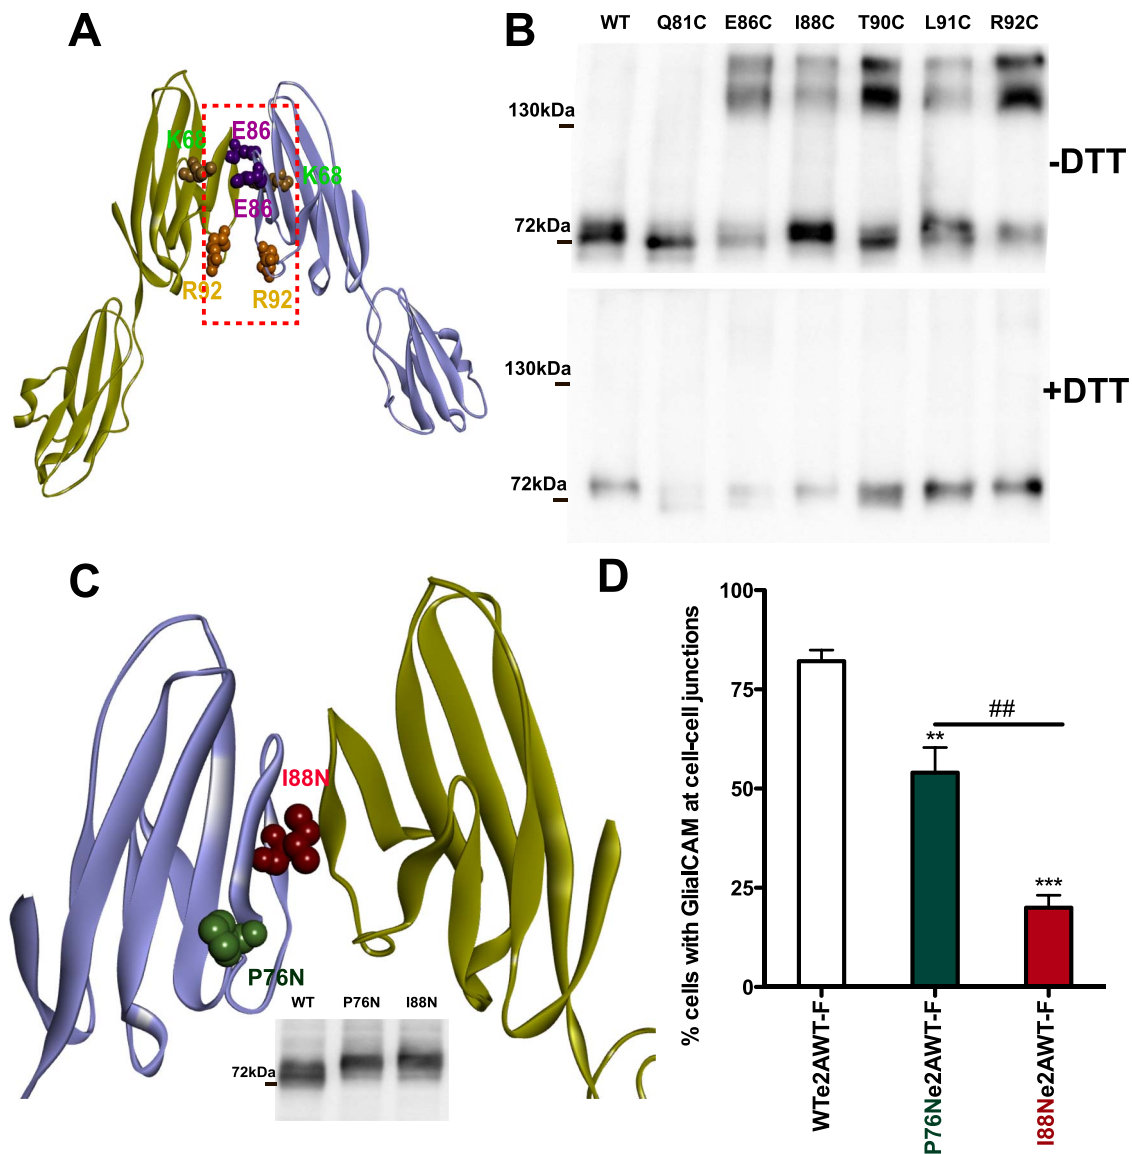 A
K68
E86
K68
E86
R92
R92
B
WT Q81C E86C I88C T90C L91C R92C
130kDa
72kDa
-DTT
130kDa
72kDa
+DTT
C
I88N
P76N
WT P76N I88N
72kDa
D
% cells with GlialCAM at cell-cell junctions
100
75
50
25
0
**
##
***
WTe2AWT-F
P76Ne2AWT-F
I88Ne2AWT-F